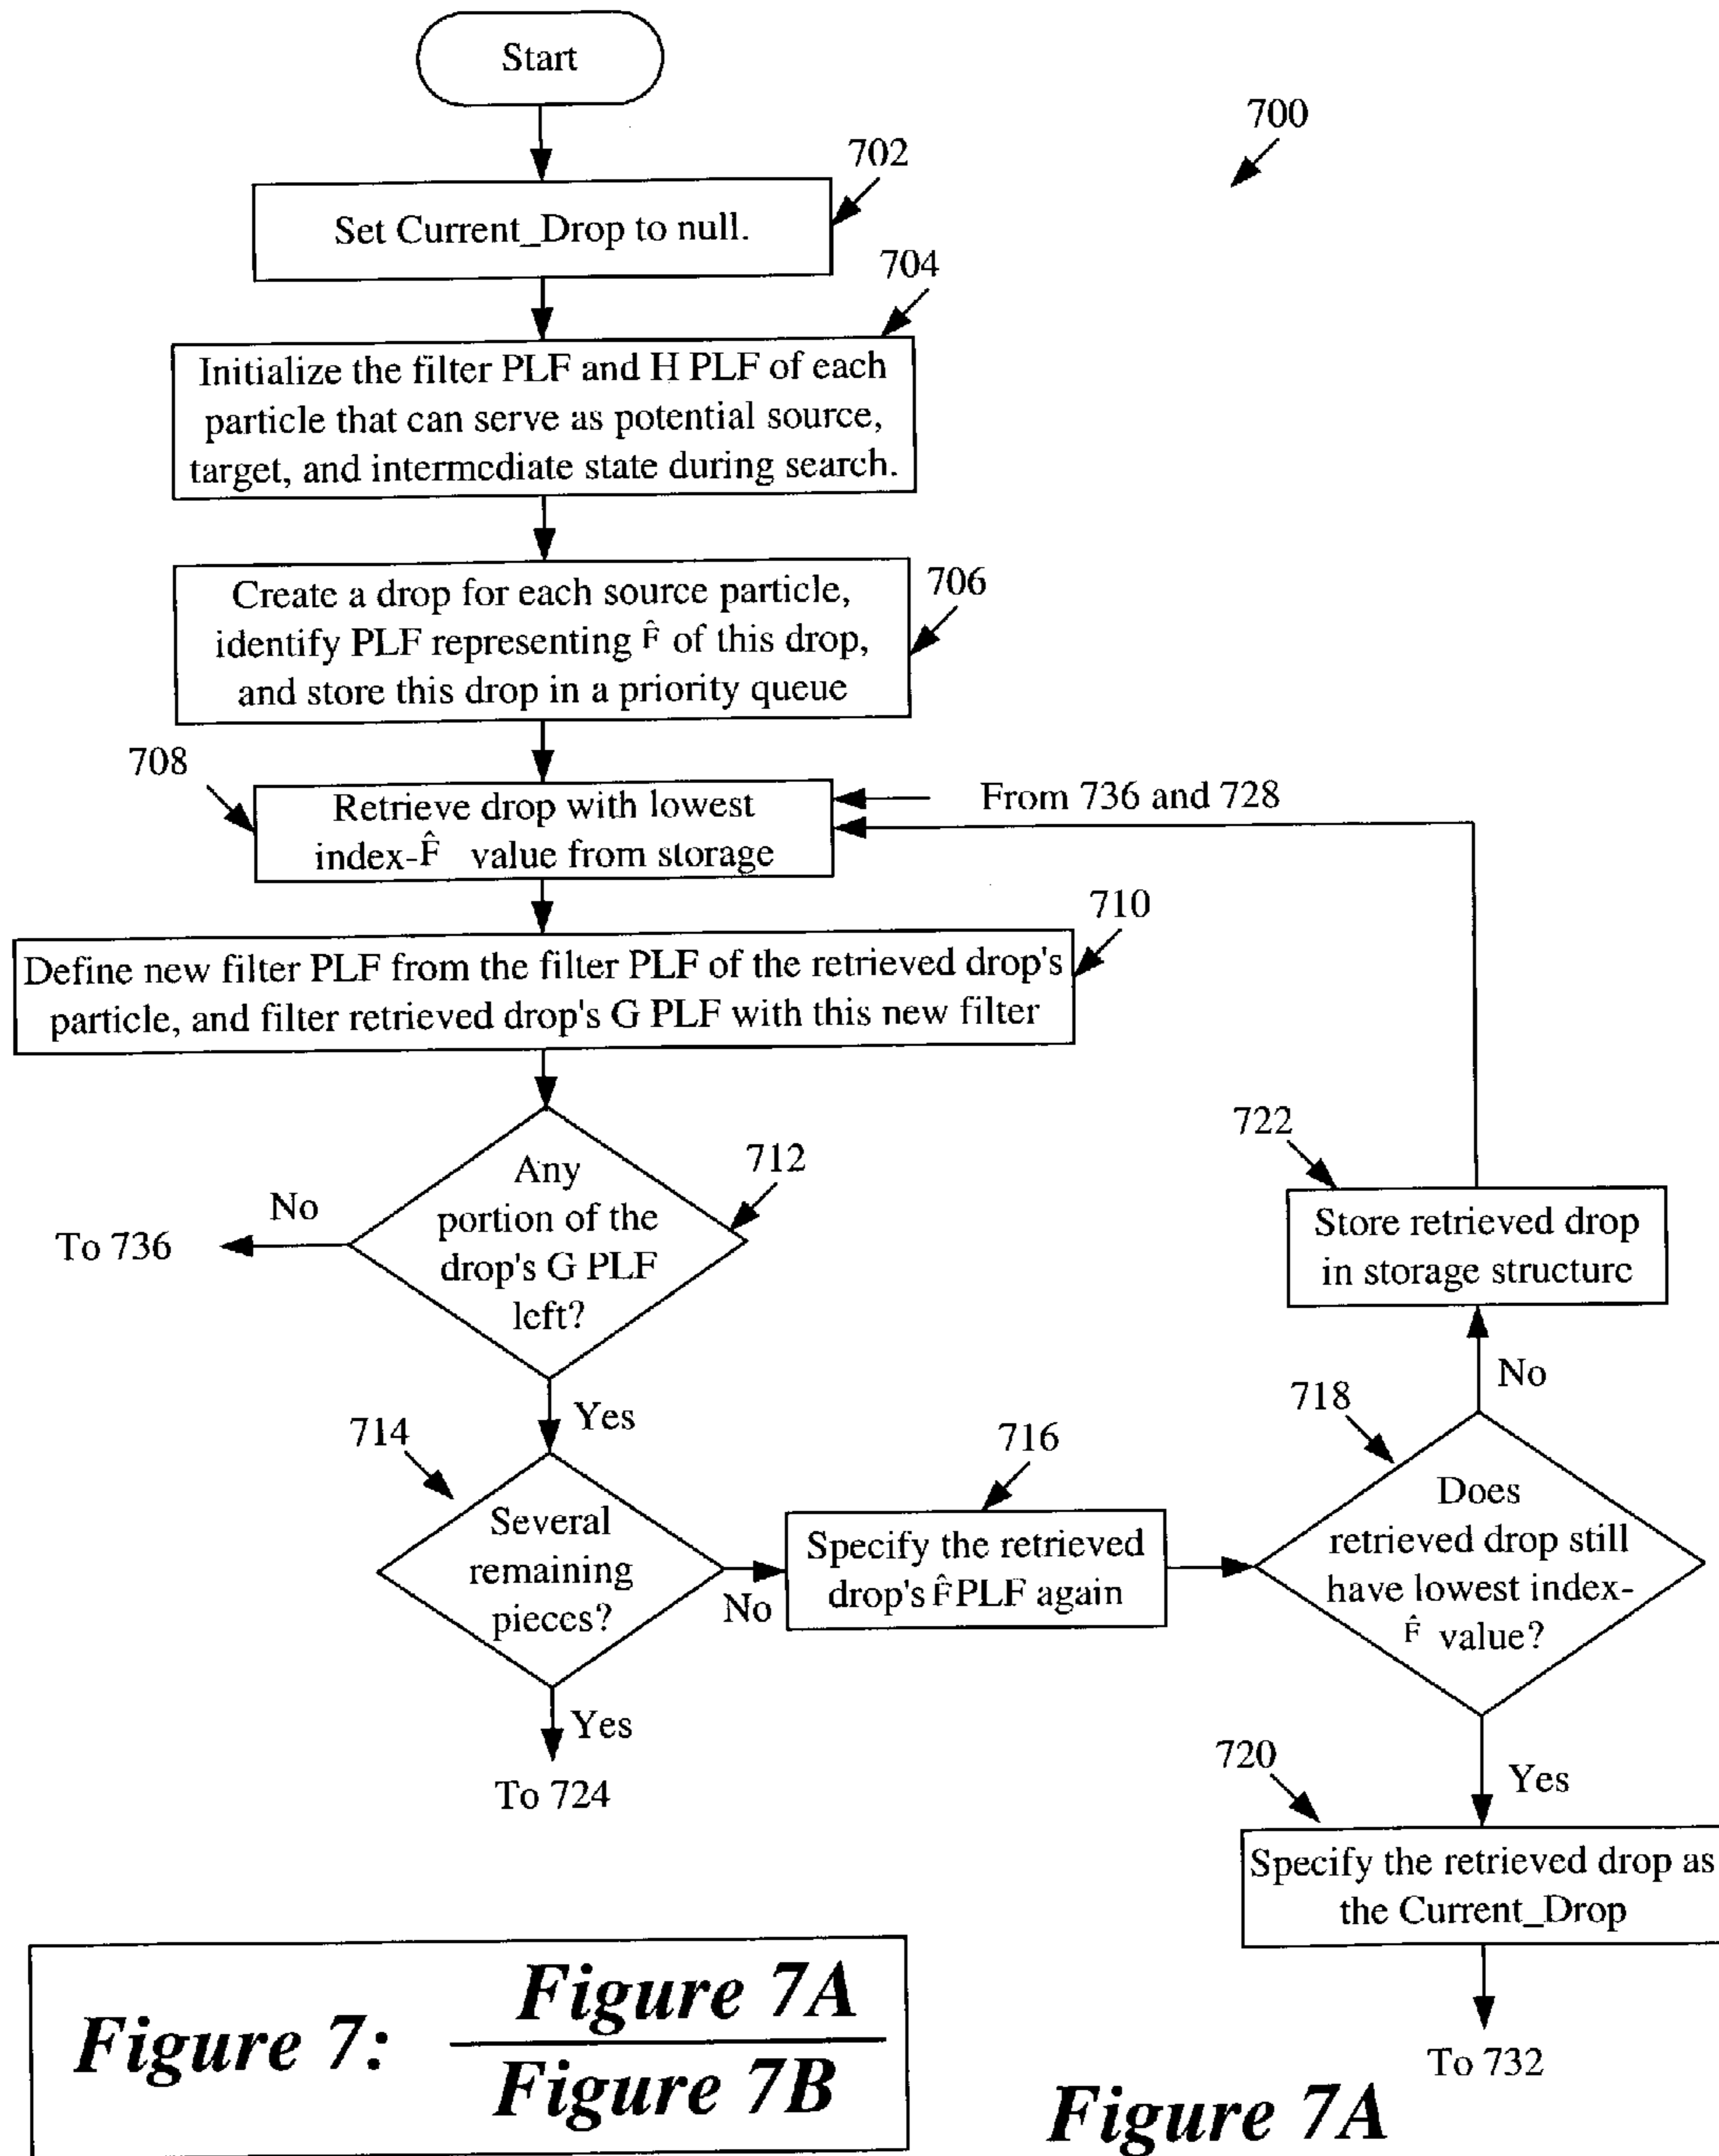 Start
700
702
Set Current_Drop to null.
704
Initialize the filter PLF and H PLF of each
particle that can serve as potential source,
target, and intermediate state during search.
706
Create a drop for each source particle,
identify PLF representing F̂ of this drop,
and store this drop in a priority queue
708
Retrieve drop with lowest
index-F̂ value from storage
From 736 and 728
710
Define new filter PLF from the filter PLF of the retrieved drop's
particle, and filter retrieved drop's G PLF with this new filter
712
Any
portion of the
drop's G PLF
left?
No
To 736
Yes
714
Several
remaining
pieces?
No
Yes
To 724
716
Specify the retrieved
drop's F̂ PLF again
718
Does
retrieved drop still
have lowest index-
F̂ value?
No
722
Store retrieved drop
in storage structure
Yes
720
Specify the retrieved drop as
the Current_Drop
To 732
Figure 7:
Figure 7A
Figure 7B
Figure 7A